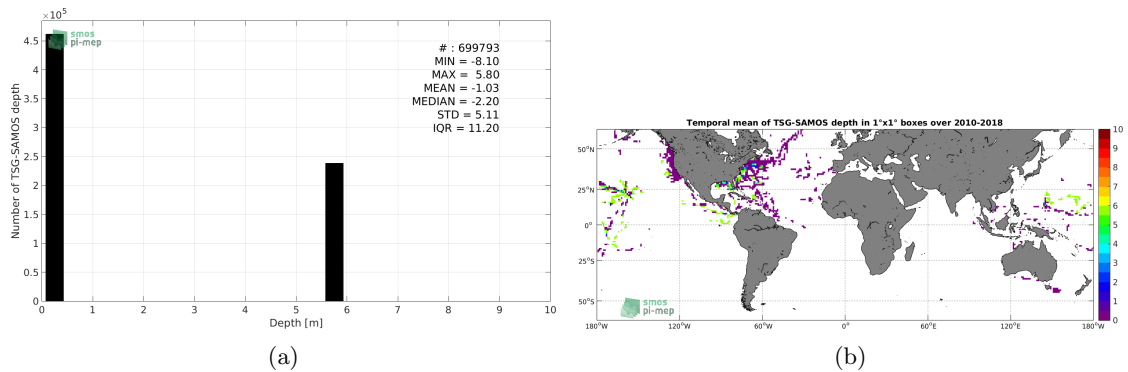 ×10⁵
4.5
4
3.5
3
2.5
2
1.5
1
0.5
0
Number of TSG-SAMOS depth
smos
pi-mep
# : 699793
MIN = -8.10
MAX = 5.80
MEAN = -1.03
MEDIAN = -2.20
STD = 5.11
IQR = 11.20
0 1 2 3 4 5 6 7 8 9 10
Depth [m]
(a)
Temporal mean of TSG-SAMOS depth in 1°x1° boxes over 2010-2018
50°N
25°N
0°
25°S
50°S
smos
pi-mep
180°W 120°W 60°W 0° 60°E 120°E 180°W
10
9
8
7
6
5
4
3
2
1
0
(b)